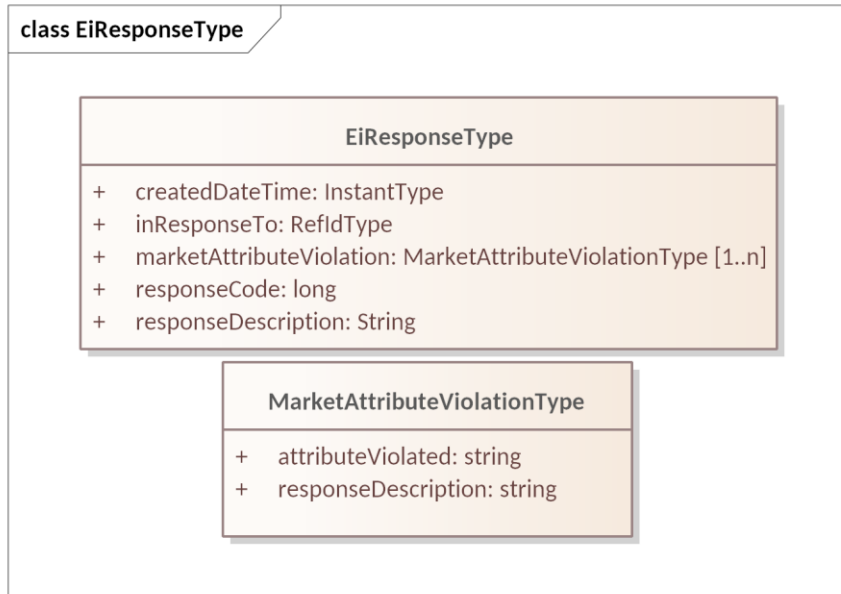 class EiResponseType
EiResponseType
+ createdDateTime: InstantType
+ inResponseTo: RefIdType
+ marketAttributeViolation: MarketAttributeViolationType [1..n]
+ responseCode: long
+ responseDescription: String
MarketAttributeViolationType
+ attributeViolated: string
+ responseDescription: string